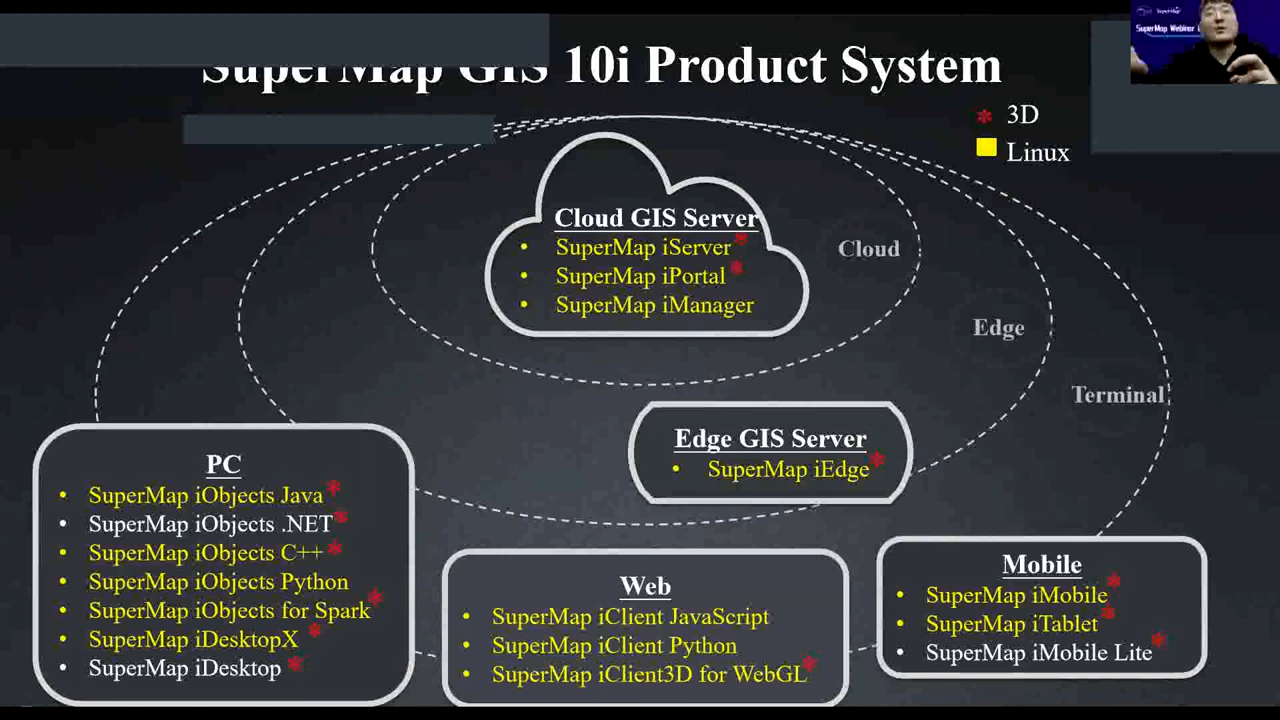 SuperMap GIS 10i Product System
SuperMap
SuperMap Webinar
* 3D
Linux
Cloud GIS Server
• SuperMap iServer *
• SuperMap iPortal *
• SuperMap iManager
Cloud
Edge
Terminal
Edge GIS Server
• SuperMap iEdge *
PC
• SuperMap iObjects Java *
• SuperMap iObjects .NET *
• SuperMap iObjects C++ *
• SuperMap iObjects Python
• SuperMap iObjects for Spark *
• SuperMap iDesktopX *
• SuperMap iDesktop *
Web
• SuperMap iClient JavaScript
• SuperMap iClient Python
• SuperMap iClient3D for WebGL *
Mobile
• SuperMap iMobile *
• SuperMap iTablet *
• SuperMap iMobile Lite *